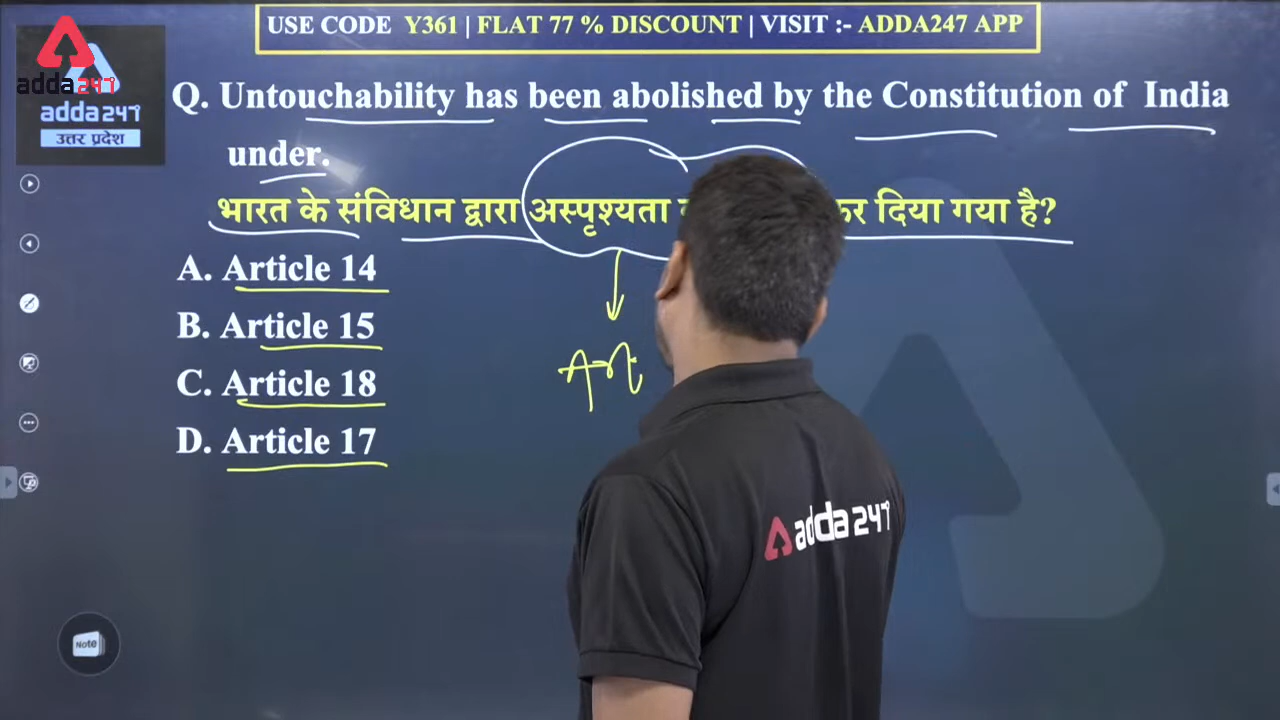 USE CODE Y361 | FLAT 77 % DISCOUNT | VISIT :- ADDA247 APP
adda247
adda247
उत्तर प्रदेश
Q. Untouchability has been abolished by the Constitution of India
under.
भारत के संविधान द्वारा अस्पृश्यता कर दिया गया है?
A. Article 14
B. Article 15
C. Article 18
D. Article 17
Art
adda247
Note